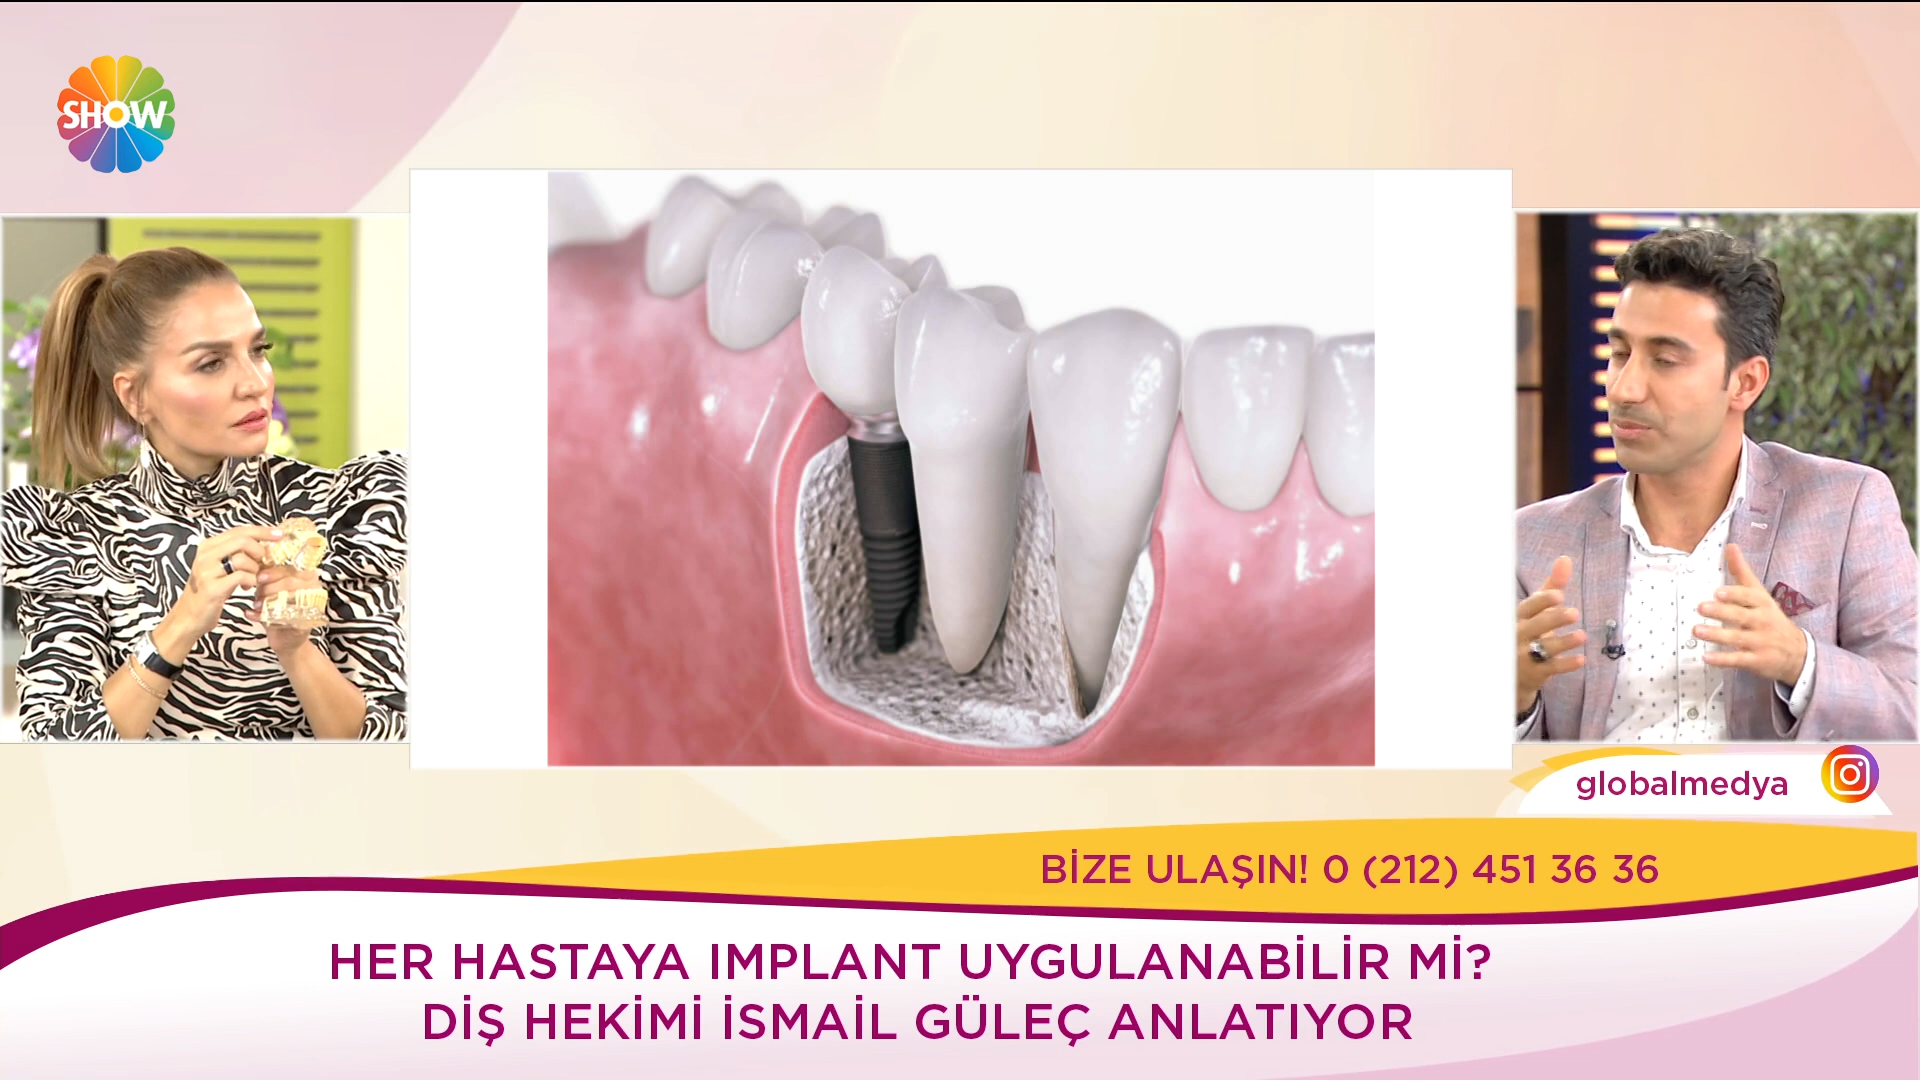 SHOW
globalmedya
BİZE ULAŞIN! 0 (212) 451 36 36
HER HASTAYA IMPLANT UYGULANABİLİR Mİ?
DİŞ HEKİMİ İSMAİL GÜLEÇ ANLATIYOR